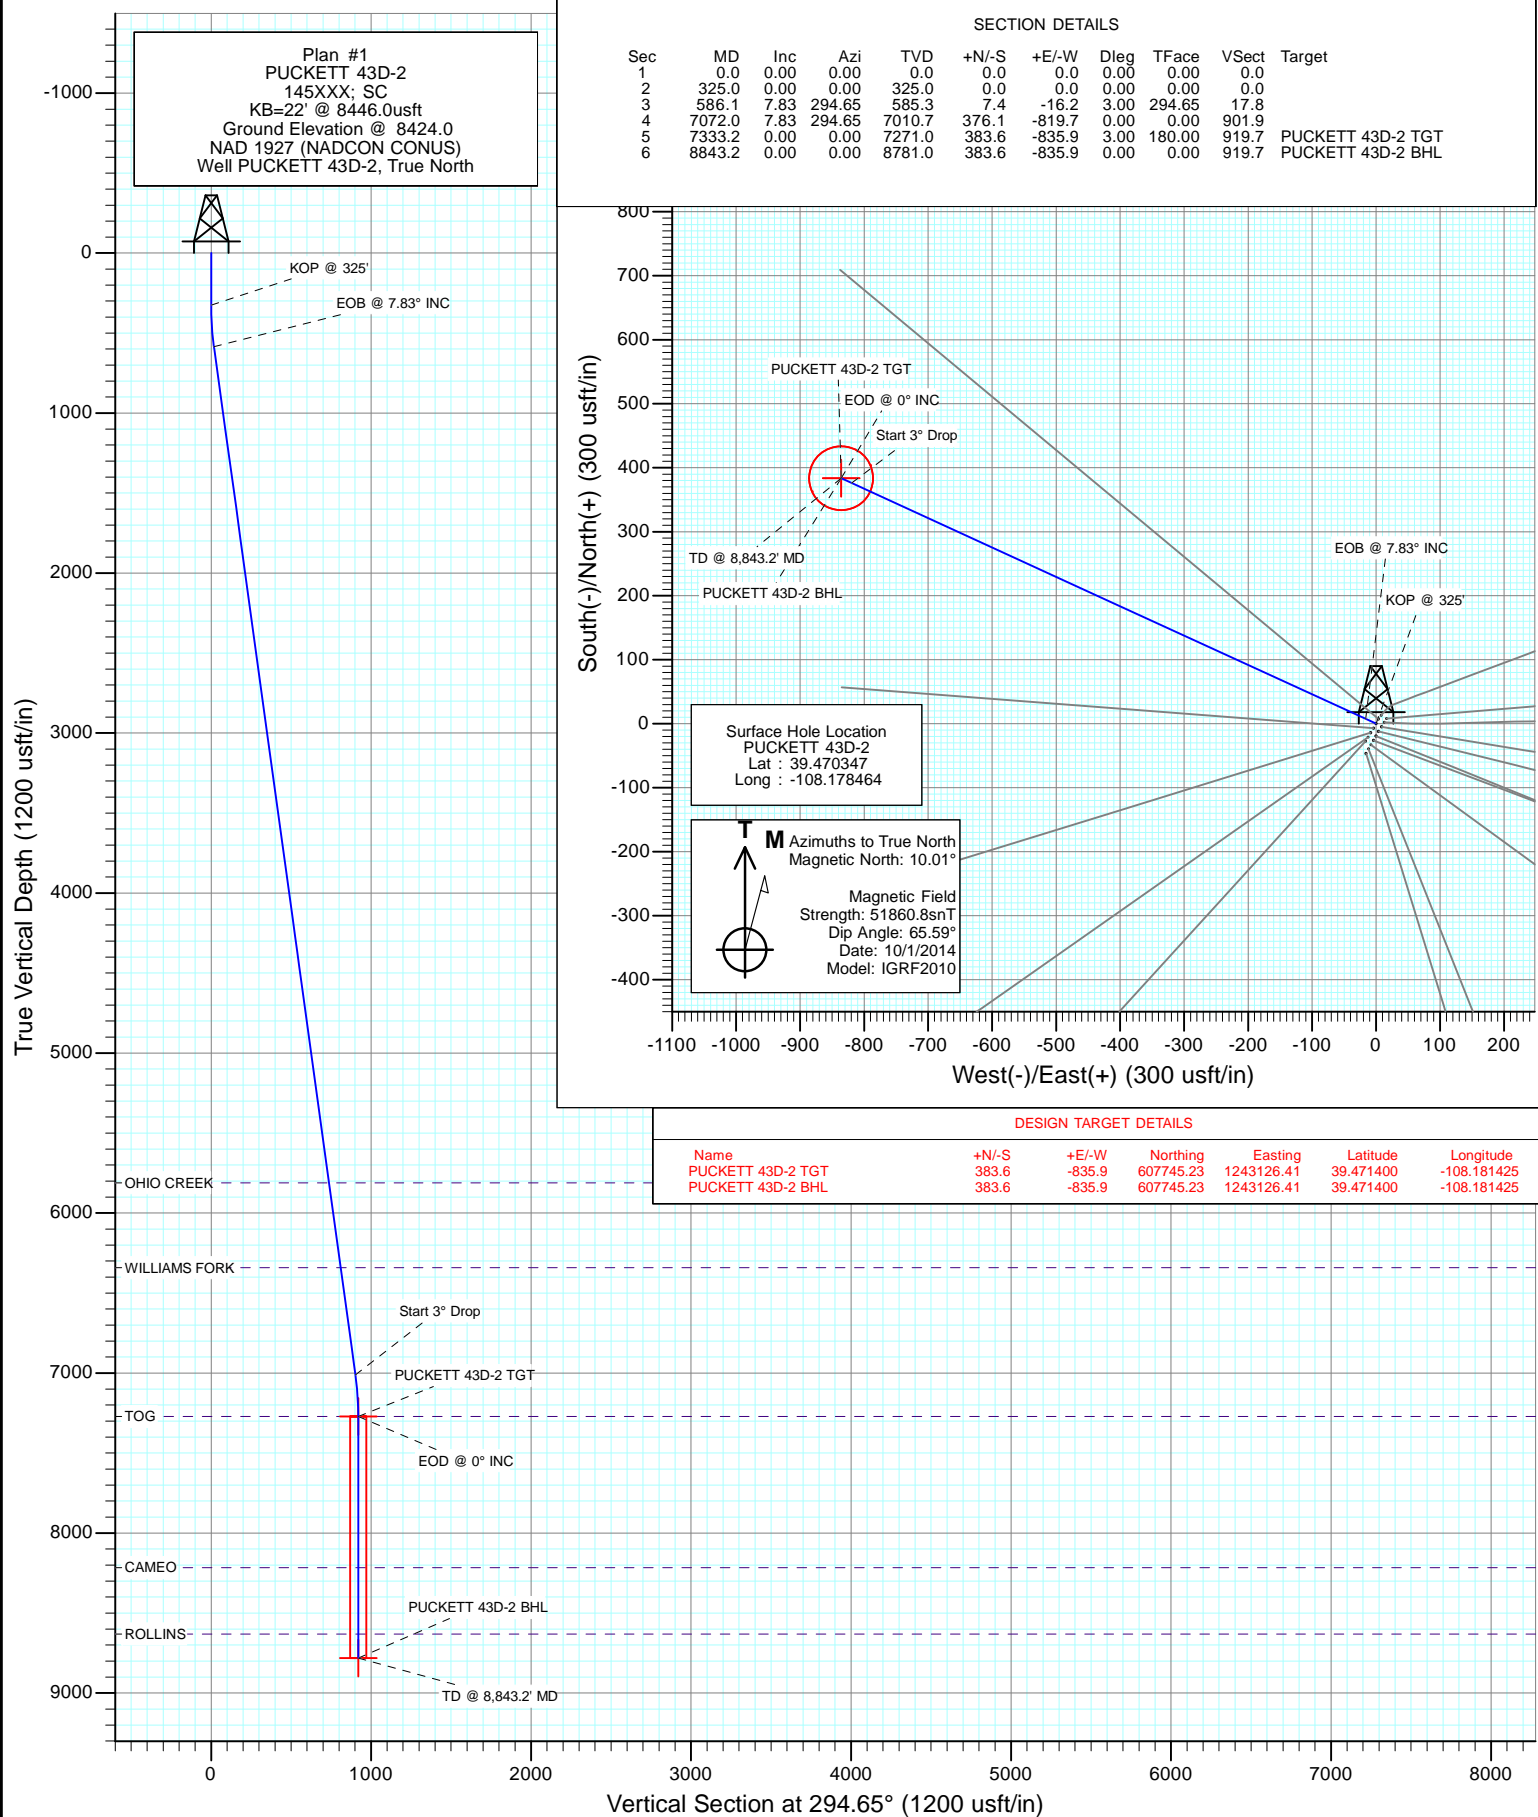 Plan #1
PUCKETT 43D-2
145XXX; SC
KB=22' @ 8446.0usft
Ground Elevation @ 8424.0
NAD 1927 (NADCON CONUS)
Well PUCKETT 43D-2, True North
SECTION DETAILS
Sec MD Inc Azi TVD +N/-S +E/-W Dleg TFace VSect Target
1 0.0 0.00 0.00 0.0 0.0 0.0 0.00 0.00 0.0
2 325.0 0.00 0.00 325.0 0.0 0.0 0.00 0.00 0.0
3 586.1 7.83 294.65 585.3 7.4 -16.2 3.00 294.65 17.8
4 7072.0 7.83 294.65 7010.7 376.1 -819.7 0.00 0.00 901.9
5 7333.2 0.00 0.00 7271.0 383.6 -835.9 3.00 180.00 919.7 PUCKETT 43D-2 TGT
6 8843.2 0.00 0.00 8781.0 383.6 -835.9 0.00 0.00 919.7 PUCKETT 43D-2 BHL
True Vertical Depth (1200 usft/in)
-1000
0
1000
2000
3000
4000
5000
6000
7000
8000
9000
KOP @ 325'
EOB @ 7.83° INC
OHIO CREEK
WILLIAMS FORK
Start 3° Drop
PUCKETT 43D-2 TGT
TOG
EOD @ 0° INC
CAMEO
PUCKETT 43D-2 BHL
ROLLINS
TD @ 8,843.2' MD
0 1000 2000 3000 4000 5000 6000 7000 8000
Vertical Section at 294.65° (1200 usft/in)
South(-)/North(+) (300 usft/in)
800
700
600
500
400
300
200
100
0
-100
-200
-300
-400
PUCKETT 43D-2 TGT
EOD @ 0° INC
Start 3° Drop
TD @ 8,843.2' MD
PUCKETT 43D-2 BHL
EOB @ 7.83° INC
KOP @ 325'
Surface Hole Location
PUCKETT 43D-2
Lat : 39.470347
Long : -108.178464
T
M
Azimuths to True North
Magnetic North: 10.01°
Magnetic Field
Strength: 51860.8snT
Dip Angle: 65.59°
Date: 10/1/2014
Model: IGRF2010
-1100 -1000 -900 -800 -700 -600 -500 -400 -300 -200 -100 0 100 200
West(-)/East(+) (300 usft/in)
DESIGN TARGET DETAILS
Name +N/-S +E/-W Northing Easting Latitude Longitude
PUCKETT 43D-2 TGT 383.6 -835.9 607745.23 1243126.41 39.471400 -108.181425
PUCKETT 43D-2 BHL 383.6 -835.9 607745.23 1243126.41 39.471400 -108.181425